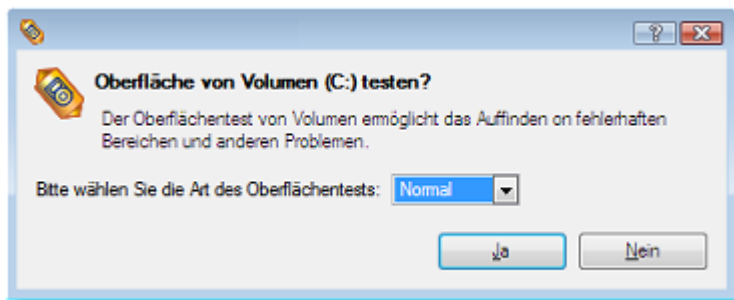 Oberfläche von Volumen (C:) testen?
Der Oberflächentest von Volumen ermöglicht das Auffinden on fehlerhaften
Bereichen und anderen Problemen.
Bitte wählen Sie die Art des Oberflächentests: Normal
Ja Nein